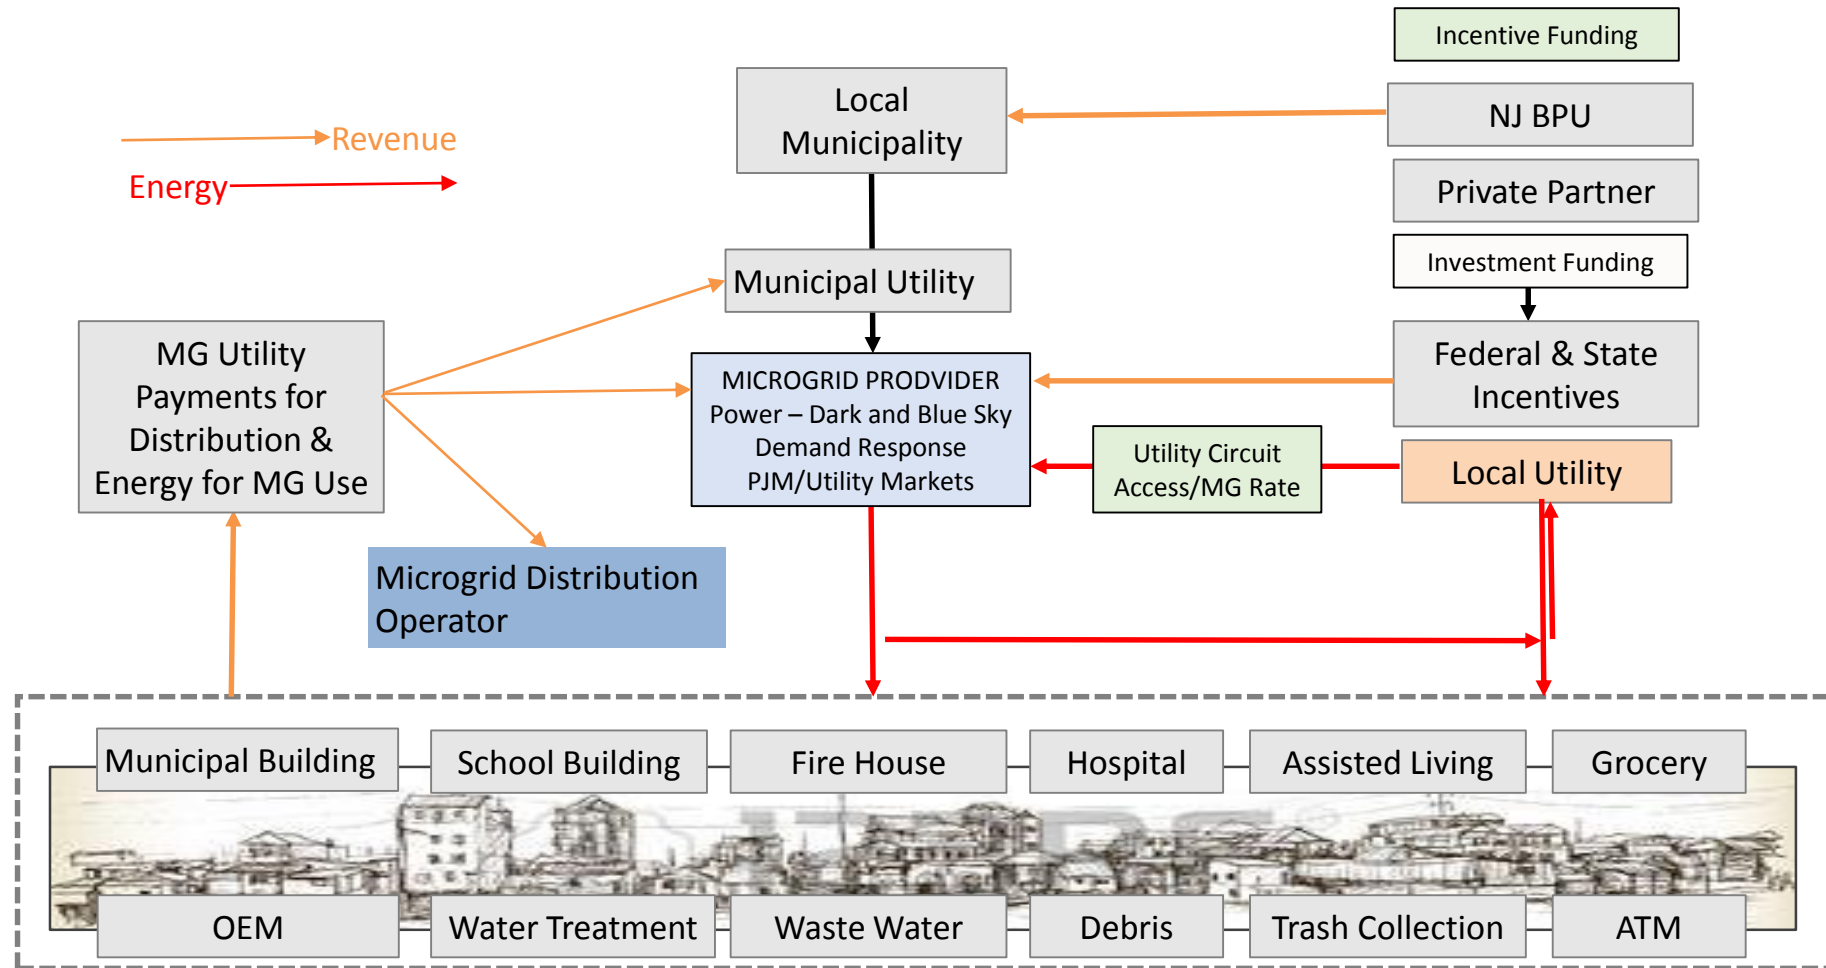 Incentive Funding
Local
Municipality
NJ BPU
Revenue
Energy
Private Partner
Municipal Utility
Investment Funding
MG Utility
Payments for
Distribution &
Energy for MG Use
MICROGRID PRODVIDER
Power – Dark and Blue Sky
Demand Response
PJM/Utility Markets
Federal & State
Incentives
Utility Circuit
Access/MG Rate
Local Utility
Microgrid Distribution
Operator
Municipal Building
School Building
Fire House
Hospital
Assisted Living
Grocery
OEM
Water Treatment
Waste Water
Debris
Trash Collection
ATM